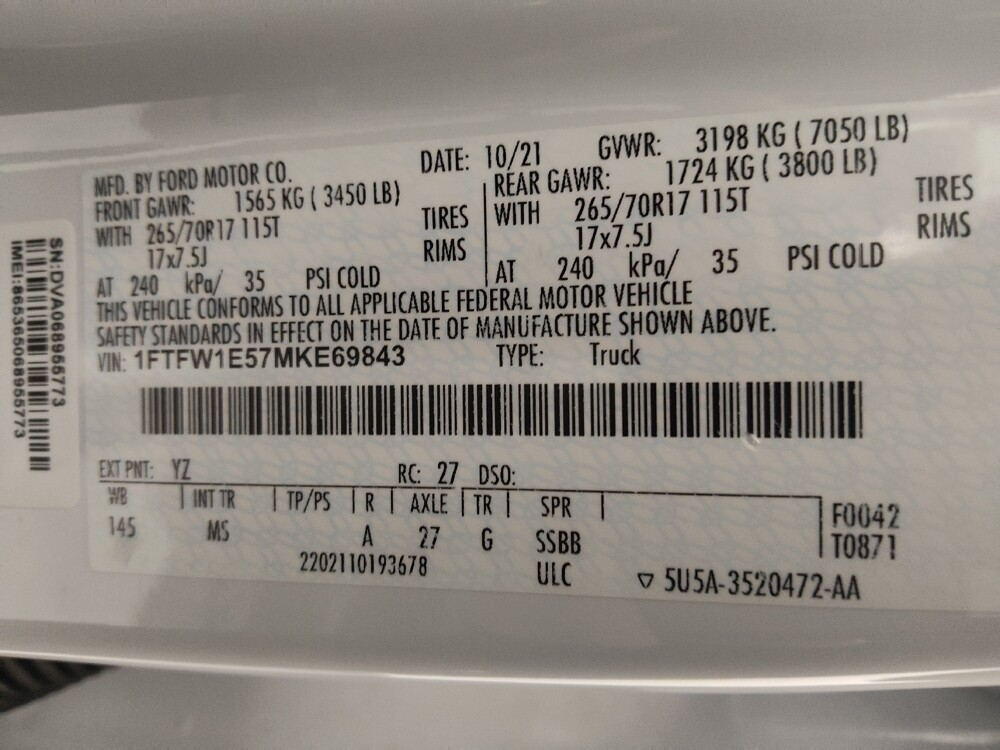 MFD. BY FORD MOTOR CO. DATE: 10/21 GVWR: 3198 KG ( 7050 LB)
FRONT GAWR: 1565 KG ( 3450 LB) REAR GAWR: 1724 KG ( 3800 LB)
WITH 265/70R17 115T TIRES WITH 265/70R17 115T TIRES
17x7.5J RIMS 17x7.5J RIMS
AT 240 kPa/ 35 PSI COLD AT 240 kPa/ 35 PSI COLD
THIS VEHICLE CONFORMS TO ALL APPLICABLE FEDERAL MOTOR VEHICLE
SAFETY STANDARDS IN EFFECT ON THE DATE OF MANUFACTURE SHOWN ABOVE.
VIN: 1FTFW1E57MKE69843 TYPE: Truck
EXT PNT: YZ RC: 27 DSO:
WB INT TR TP/PS R AXLE TR SPR
145 MS A 27 G SSBB
2202110193678 ULC
F0042
T0871
▽ 5U5A-3520472-AA
SN:DVA068955773
IMEI:865365068955773